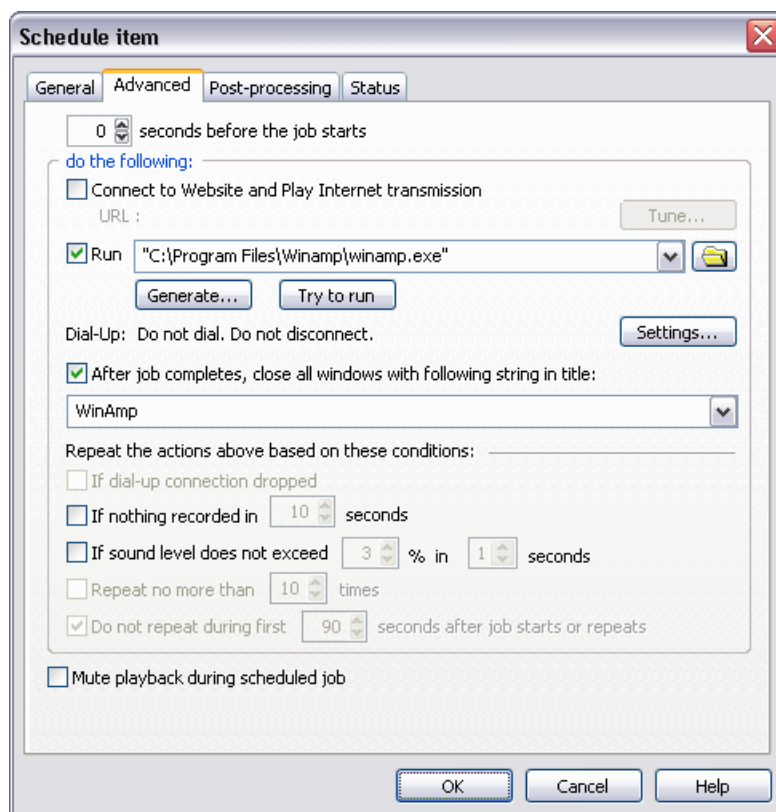 Schedule item
General Advanced Post-processing Status
0 seconds before the job starts
do the following:
Connect to Website and Play Internet transmission
URL : Tune...
Run "C:\Program Files\Winamp\winamp.exe"
Generate... Try to run
Dial-Up: Do not dial. Do not disconnect. Settings...
After job completes, close all windows with following string in title:
WinAmp
Repeat the actions above based on these conditions:
If dial-up connection dropped
If nothing recorded in 10 seconds
If sound level does not exceed 3 % in 1 seconds
Repeat no more than 10 times
Do not repeat during first 90 seconds after job starts or repeats
Mute playback during scheduled job
OK Cancel Help